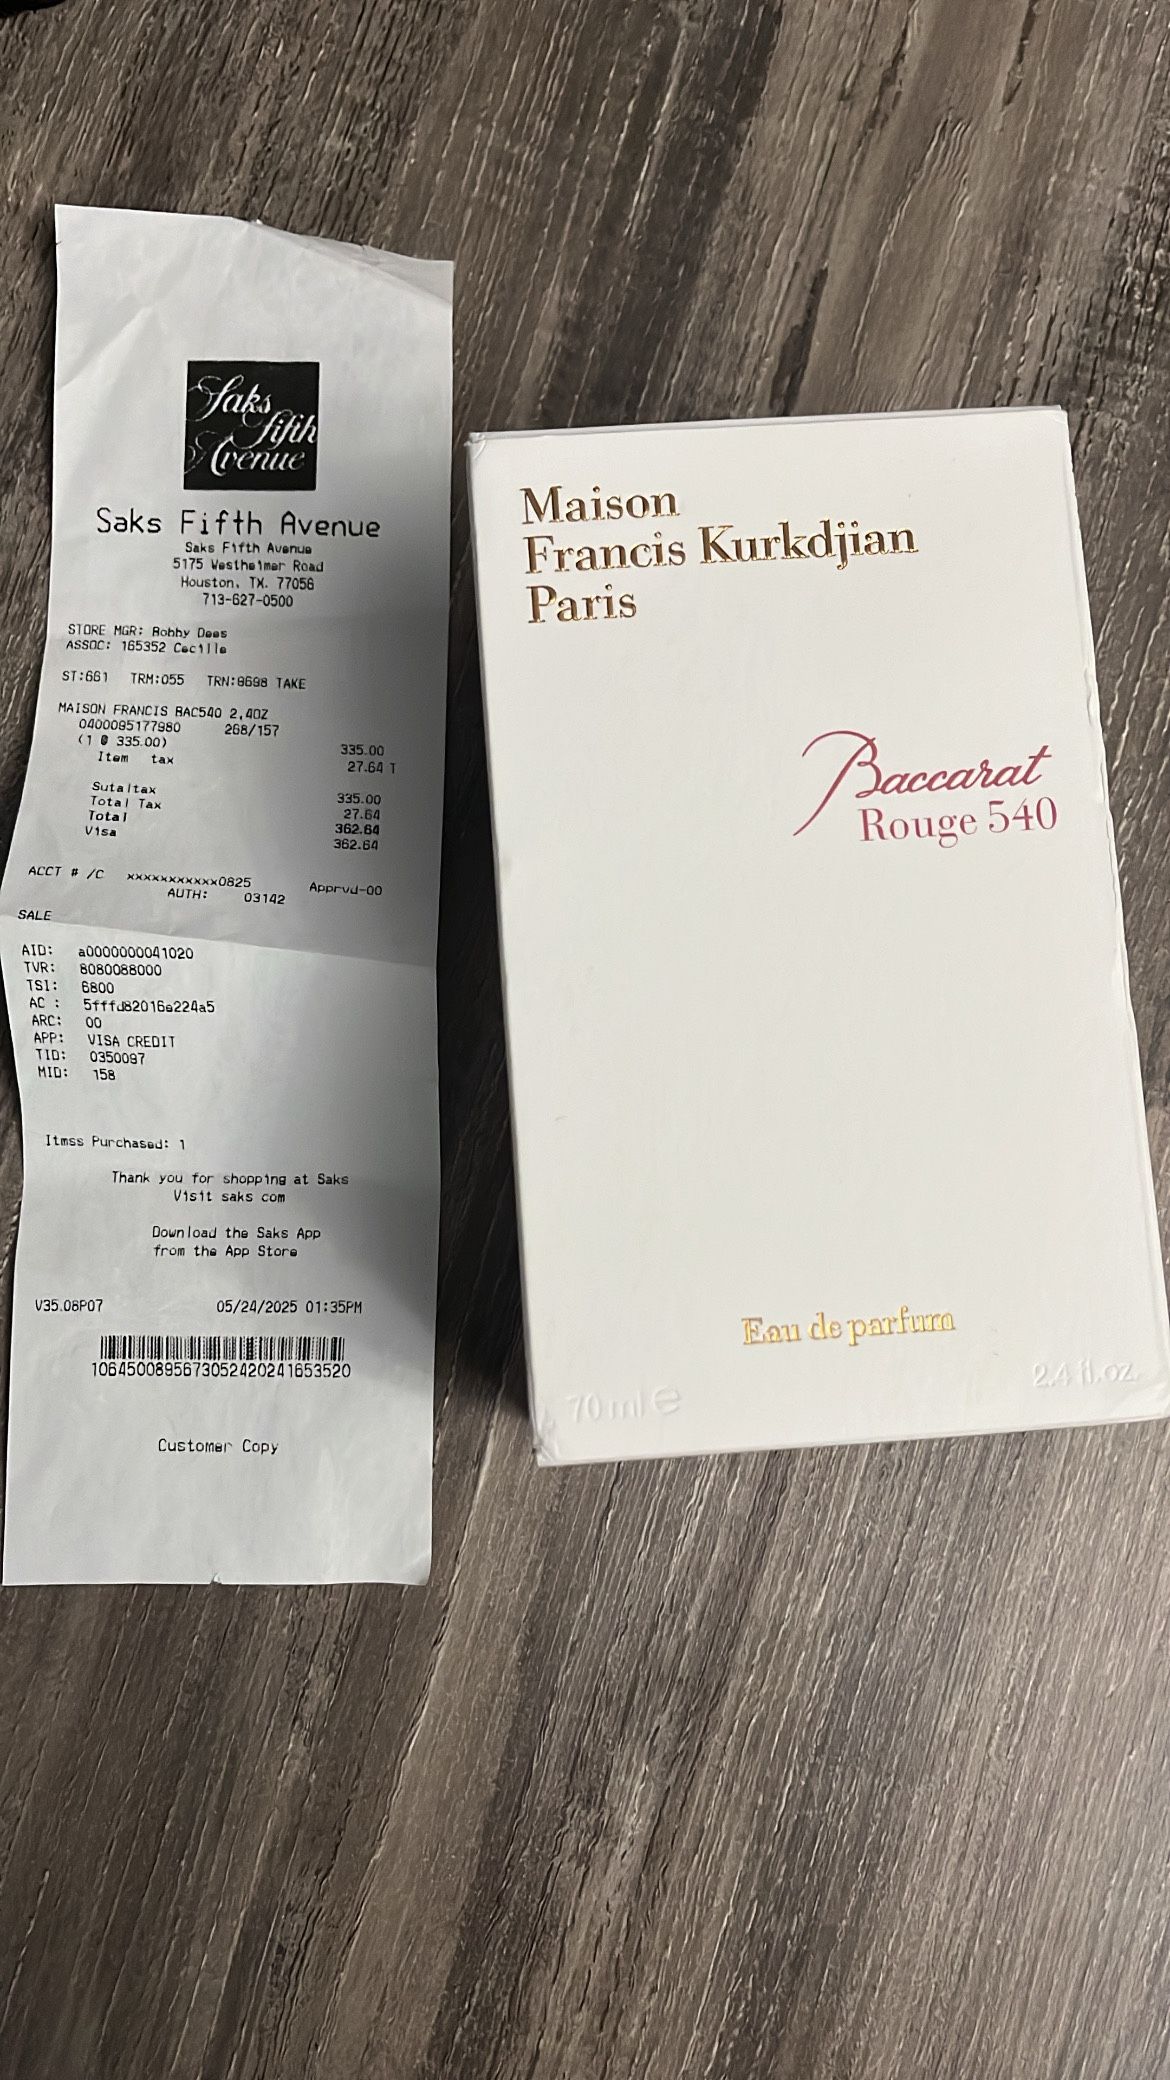 Saks
fifth
Avenue
Saks Fifth Avenue
Saks Fifth Avenue
5175 Westheimer Road
Houston, TX. 77056
713-627-0500
STORE MGR: Bobby Dees
ASSOC: 165352 Cecille
ST:661 TRM:055 TRN:8698 TAKE
MAISON FRANCIS BAC540 2,4OZ
0400095177980 268/157
(1 @ 335.00) 335.00
Item tax 27.64 T
Sutaltax 335.00
Total Tax 27.64
Total 362.64
Visa 362.64
ACCT # /C xxxxxxxxxxxx0825 Apprvd-00
AUTH: 03142
SALE
AID: a0000000041020
TVR: 8080088000
TSI: 6800
AC : 5fffd82016e224a5
ARC: 00
APP: VISA CREDIT
TID: 0350097
MID: 158
Itmss Purchased: 1
Thank you for shopping at Saks
Visit saks com
Download the Saks App
from the App Store
V35.08P07 05/24/2025 01:35PM
1064500895673052420241653520
Customer Copy
Maison
Francis Kurkdjian
Paris
Baccarat
Rouge 540
Eau de parfum
70 ml e 2.4 fl.oz.